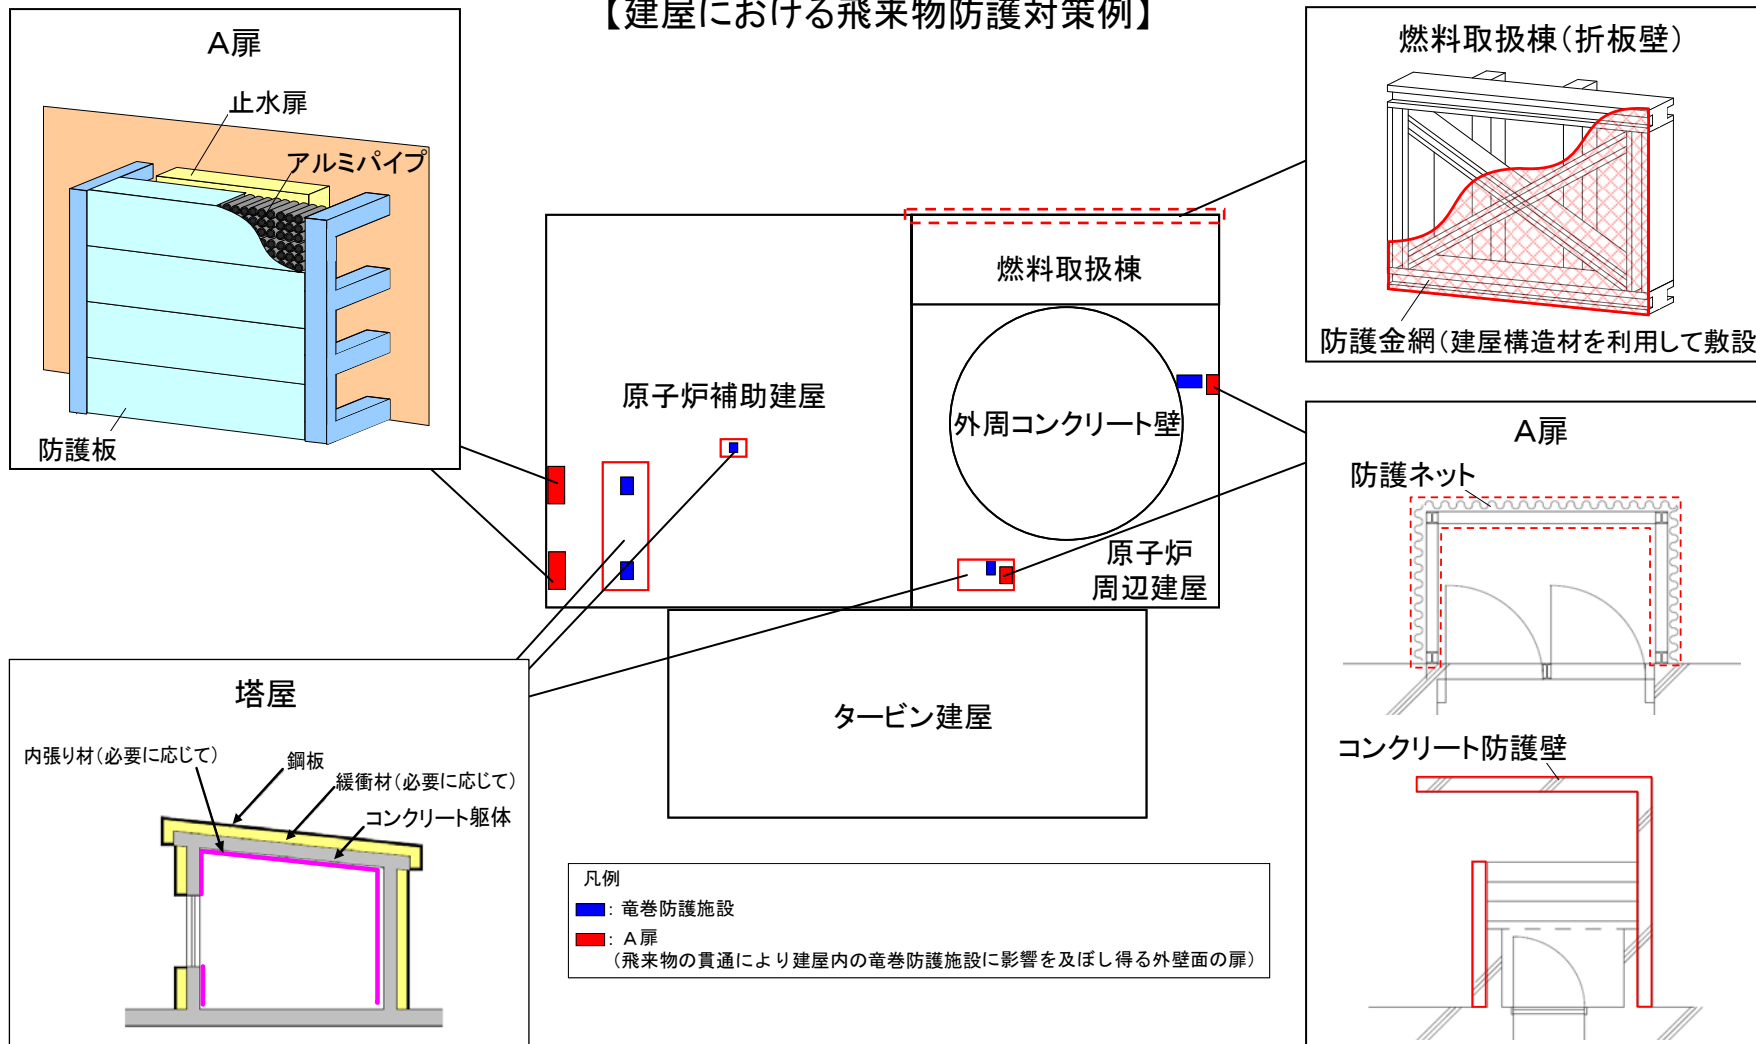 【建屋における飛来物防護対策例】
A扉
止水扉
アルミパイプ
防護板
燃料取扱棟(折板壁)
防護金網(建屋構造材を利用して敷設
燃料取扱棟
原子炉補助建屋
外周コンクリート壁
原子炉
周辺建屋
タービン建屋
A扉
防護ネット
コンクリート防護壁
塔屋
内張り材(必要に応じて)
鋼板
緩衝材(必要に応じて)
コンクリート躯体
凡例
: 竜巻防護施設
: A扉
(飛来物の貫通により建屋内の竜巻防護施設に影響を及ぼし得る外壁面の扉)